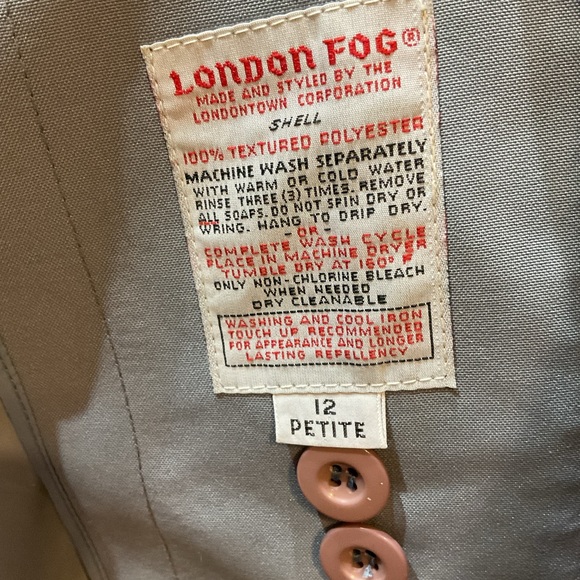 LONDON FOG®
MADE AND STYLED BY THE
LONDONTOWN CORPORATION
SHELL
100% TEXTURED POLYESTER
MACHINE WASH SEPARATELY
WITH WARM OR COLD WATER
RINSE THREE (3) TIMES. REMOVE
ALL SOAPS. DO NOT SPIN DRY OR
WRING. HANG TO DRIP DRY.
- OR -
COMPLETE WASH CYCLE
PLACE IN MACHINE DRYER
TUMBLE DRY AT 160° F
ONLY NON-CHLORINE BLEACH
WHEN NEEDED
DRY CLEANABLE
WASHING AND COOL IRON
TOUCH UP RECOMMENDED
FOR APPEARANCE AND LONGER
LASTING REPELLENCY
12
PETITE